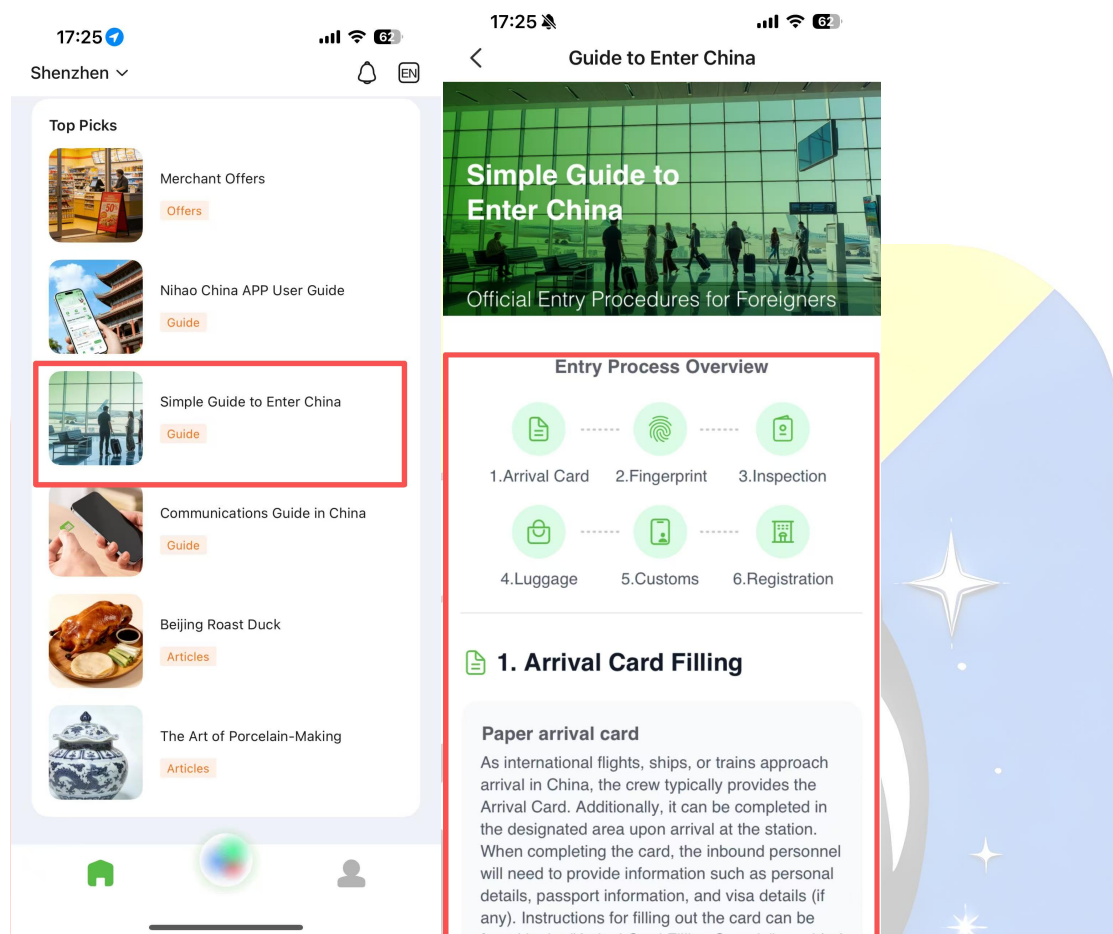 17:25
62
Shenzhen
EN
Top Picks
Merchant Offers
Offers
Nihao China APP User Guide
Guide
Simple Guide to Enter China
Guide
Communications Guide in China
Guide
Beijing Roast Duck
Articles
The Art of Porcelain-Making
Articles
17:25
62
Guide to Enter China
Simple Guide to
Enter China
Official Entry Procedures for Foreigners
Entry Process Overview
1.Arrival Card 2.Fingerprint 3.Inspection
4.Luggage 5.Customs 6.Registration
1. Arrival Card Filling
Paper arrival card
As international flights, ships, or trains approach
arrival in China, the crew typically provides the
Arrival Card. Additionally, it can be completed in
the designated area upon arrival at the station.
When completing the card, the inbound personnel
will need to provide information such as personal
details, passport information, and visa details (if
any). Instructions for filling out the card can be